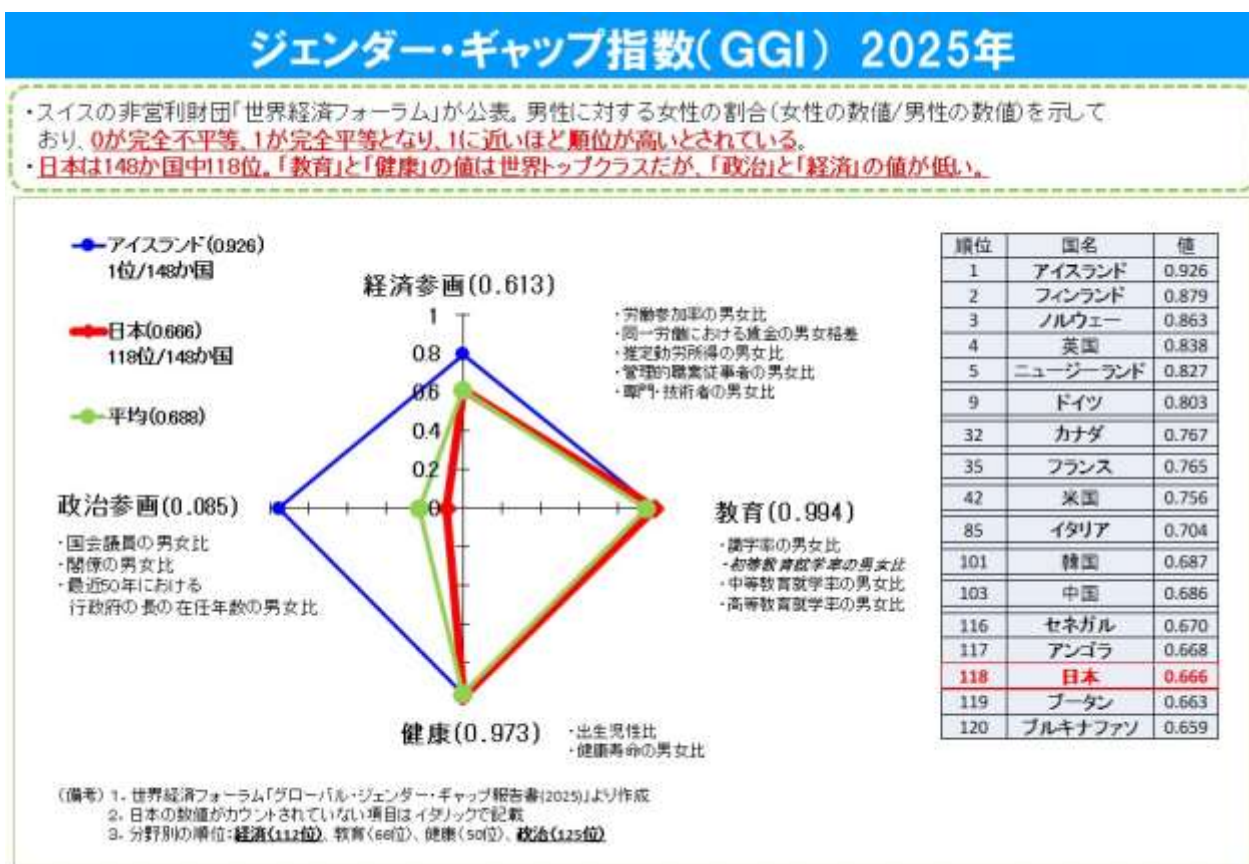 ジェンダー・ギャップ指数(GGI) 2025年
・スイスの非営利財団「世界経済フォーラム」が公表。男性に対する女性の割合(女性の数値/男性の数値)を示して
おり、0が完全不平等、1が完全平等となり、1に近いほど順位が高いとされている。
・日本は148か国中118位。「教育」と「健康」の値は世界トップクラスだが、「政治」と「経済」の値が低い。
アイスランド(0.926)
1位/148か国
日本(0.666)
118位/148か国
平均(0.688)
経済参画(0.613)
1
0.8
0.6
0.4
0.2
0
・労働参加率の男女比
・同一労働における賃金の男女格差
・推定勤労所得の男女比
・管理的職業従事者の男女比
・専門・技術者の男女比
政治参画(0.085)
・国会議員の男女比
・閣僚の男女比
・最近50年における
行政府の長の在任年数の男女比
教育(0.994)
・識字率の男女比
・初等教育就学率の男女比
・中等教育就学率の男女比
・高等教育就学率の男女比
健康(0.973)
・出生児性比
・健康寿命の男女比
順位 国名 値
1 アイスランド 0.926
2 フィンランド 0.879
3 ノルウェー 0.863
4 英国 0.838
5 ニュージーランド 0.827
9 ドイツ 0.803
32 カナダ 0.767
35 フランス 0.765
42 米国 0.756
85 イタリア 0.704
101 韓国 0.687
103 中国 0.686
116 セネガル 0.670
117 アンゴラ 0.668
118 日本 0.666
119 ブータン 0.663
120 ブルキナファソ 0.659
(備考) 1. 世界経済フォーラム「グローバル・ジェンダー・ギャップ報告書(2025)」より作成
2. 日本の数値がカウントされていない項目はイタリックで記載
3. 分野別の順位:経済(112位)、教育(66位)、健康(50位)、政治(125位)